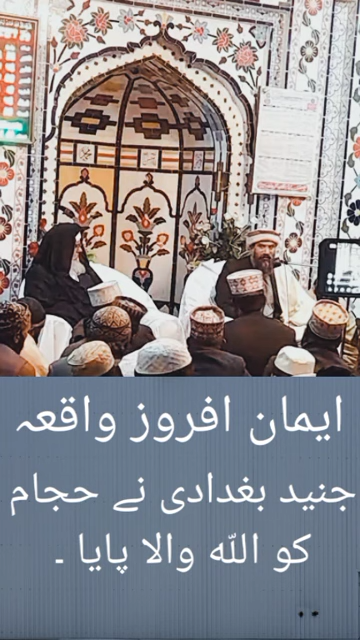 ایمان افروز واقعہ
جنید بغدادی نے حجام
کو اللّٰہ والا پایا ۔